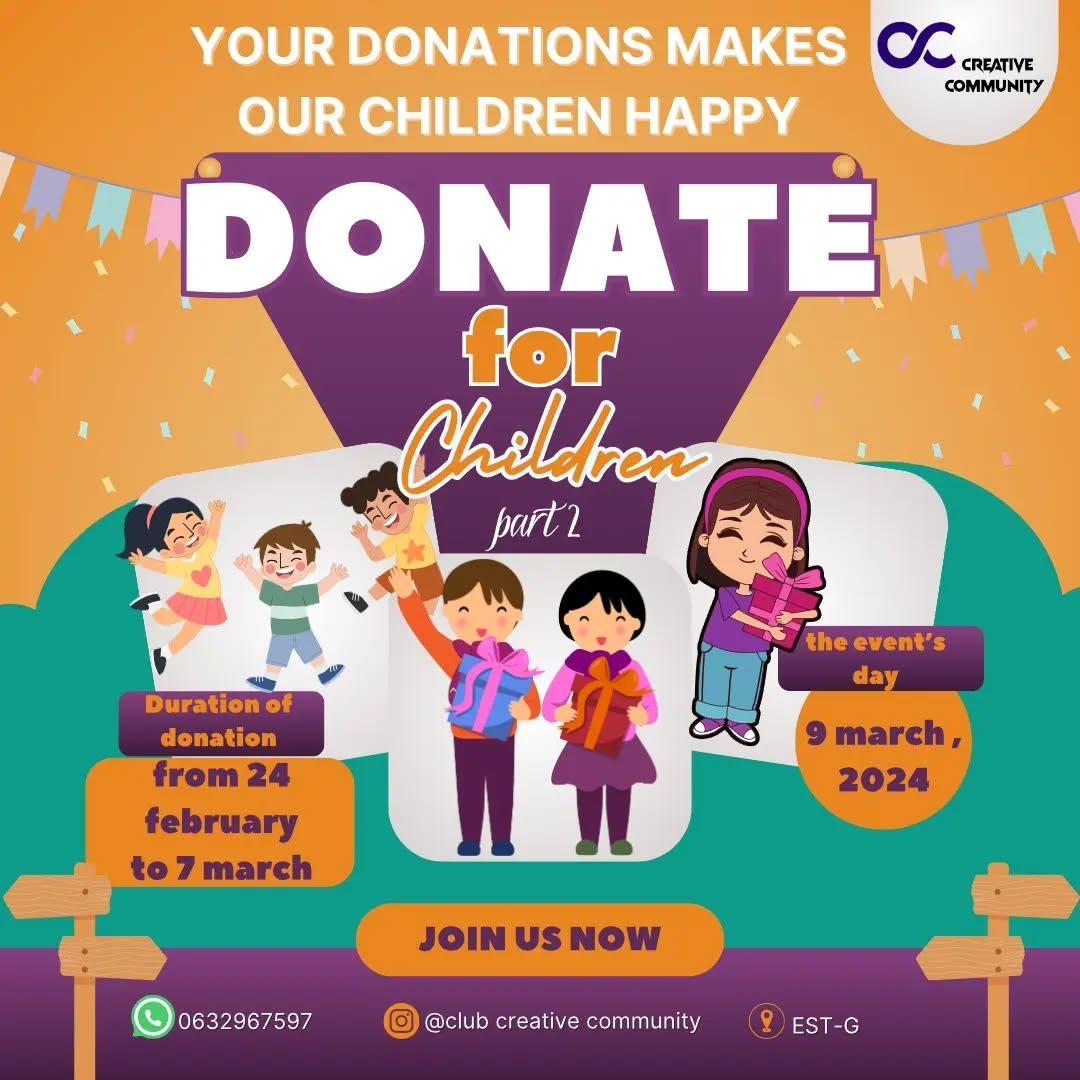 YOUR DONATIONS MAKES
OUR CHILDREN HAPPY
CREATIVE
COMMUNITY
DONATE
for
Children
part 2
the event's
day
9 march ,
2024
Duration of
donation
from 24
february
to 7 march
JOIN US NOW
0632967597
@club creative community
EST-G